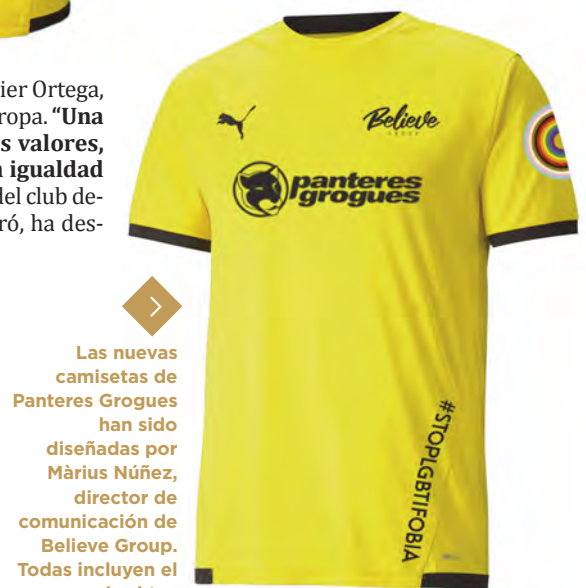 ier Ortega,
ropa. “Una
s valores,
igualdad
del club de-
ró, ha des-
Believe
GROUP
panteres
grogues
#STOPLGBTIFOBIA
Las nuevas
camisetas de
Panteres Grogues
han sido
diseñadas por
Màrius Núñez,
director de
comunicación de
Believe Group.
Todas incluyen el